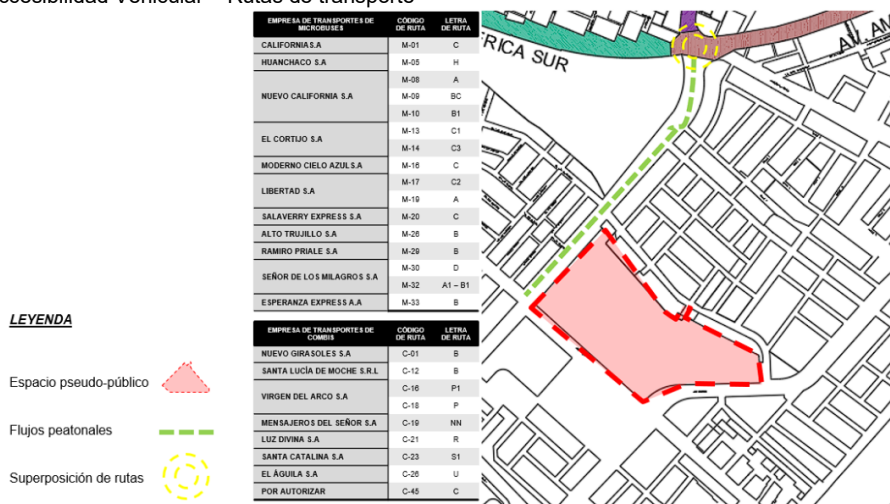 Accesibilidad Vehicular – Rutas de transporte
EMPRESA DE TRANSPORTES DE MICROBUSES CÓDIGO DE RUTA LETRA DE RUTA
CALIFORNIA S.A M-01 C
HUANCHACO S.A M-05 H
NUEVO CALIFORNIA S.A M-08 A
M-09 BC
M-10 B1
EL CORTIJO S.A M-13 C1
M-14 C3
MODERNO CIELO AZUL S.A M-16 C
LIBERTAD S.A M-17 C2
M-19 A
SALAVERRY EXPRESS S.A M-20 C
ALTO TRUJILLO S.A M-26 B
RAMIRO PRIALE S.A M-29 B
SEÑOR DE LOS MILAGROS S.A M-30 D
M-32 A1 – B1
ESPERANZA EXPRESS A.A M-33 B
EMPRESA DE TRANSPORTES DE COMBIS CÓDIGO DE RUTA LETRA DE RUTA
NUEVO GIRASOLES S.A C-01 B
SANTA LUCÍA DE MOCHE S.R.L C-12 B
VIRGEN DEL ARCO S.A C-16 P1
C-18 P
MENSAJEROS DEL SEÑOR S.A C-19 NN
LUZ DIVINA S.A C-21 R
SANTA CATALINA S.A C-23 S1
EL ÁGUILA S.A C-26 U
POR AUTORIZAR C-45 C
LEYENDA
Espacio pseudo-público
Flujos peatonales
Superposición de rutas
RICA SUR
AV. AM